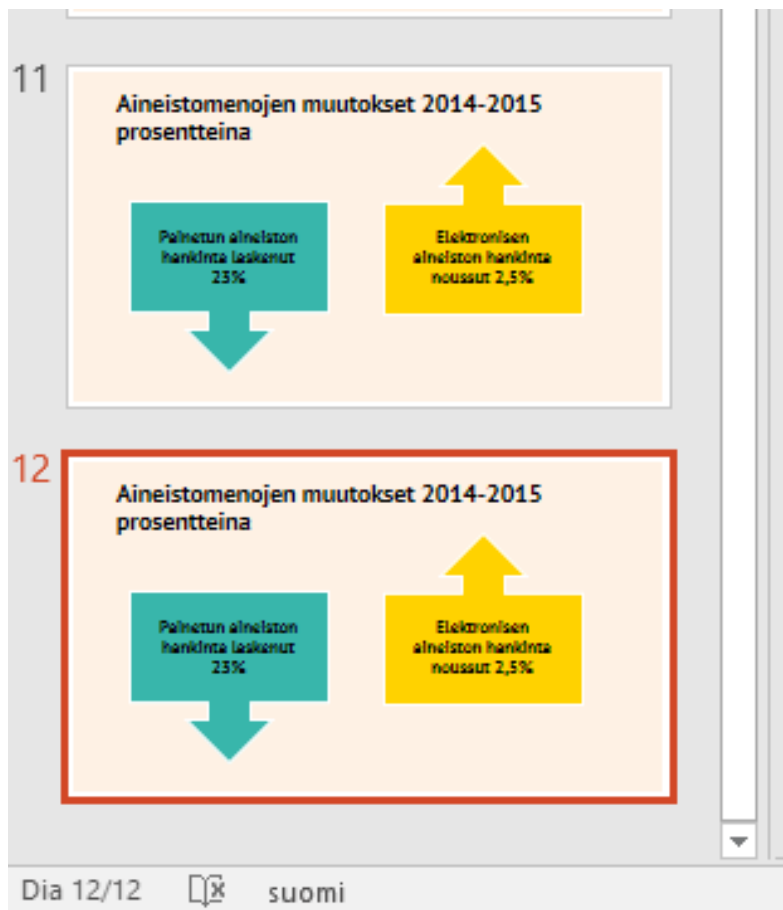 11
Aineistomenojen muutokset 2014-2015
prosentteina
Painetun aineiston
hankinta laskenut
23%
Elektronisen
aineiston hankinta
noussut 2,5%
12
Aineistomenojen muutokset 2014-2015
prosentteina
Painetun aineiston
hankinta laskenut
23%
Elektronisen
aineiston hankinta
noussut 2,5%
Dia 12/12
suomi